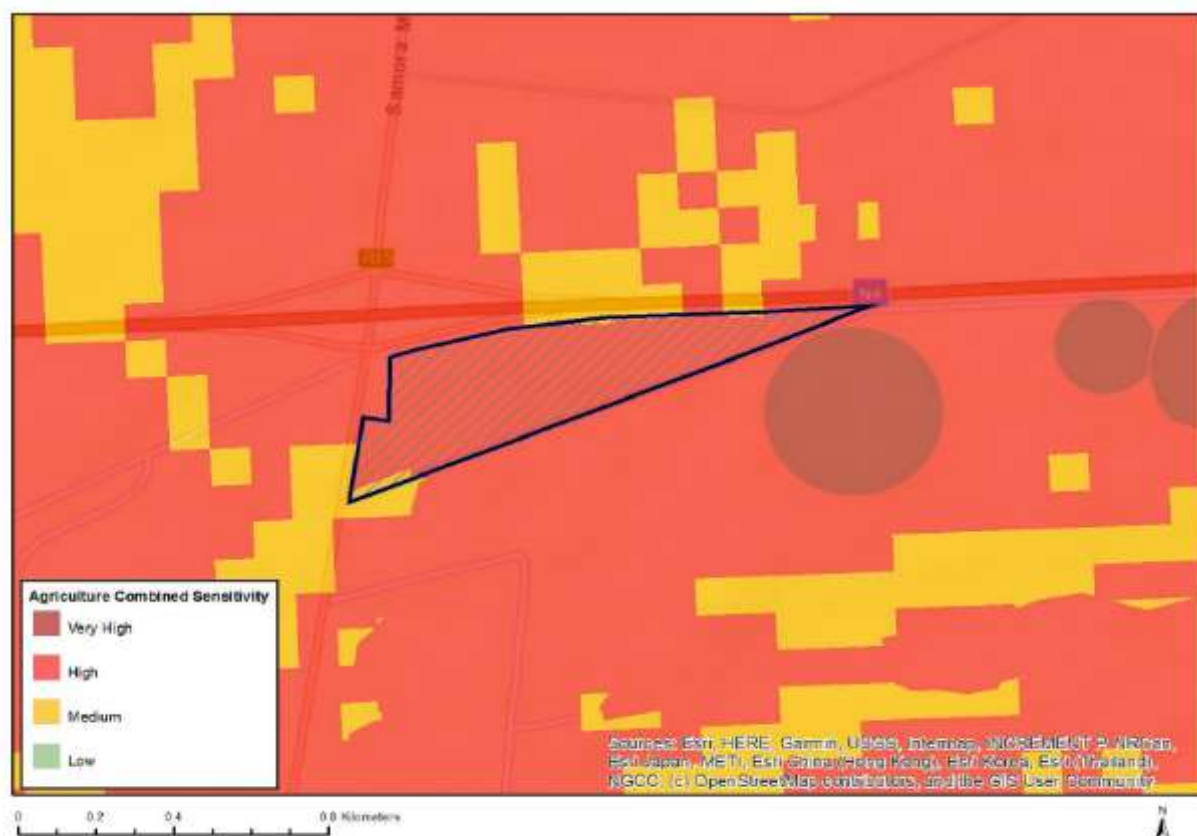 Samora M
N4
Agriculture Combined Sensitivity
Very High
High
Medium
Low
Sources: Esri, HERE, Garmin, USGS, Intermap, INCREMENT P, NRCan,
Esri Japan, METI, Esri China (Hong Kong), Esri Korea, Esri (Thailand),
NGCC, (c) OpenStreetMap contributors, and the GIS User Community
0 0.2 0.4 0.8 Kilometers
N